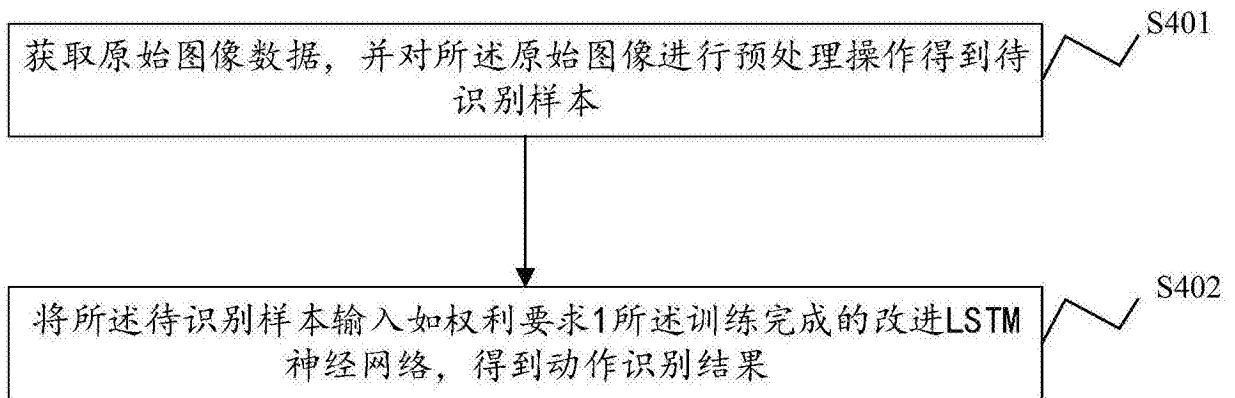 S401
获取原始图像数据，并对所述原始图像进行预处理操作得到待
识别样本
S402
将所述待识别样本输入如权利要求1所述训练完成的改进LSTM
神经网络，得到动作识别结果